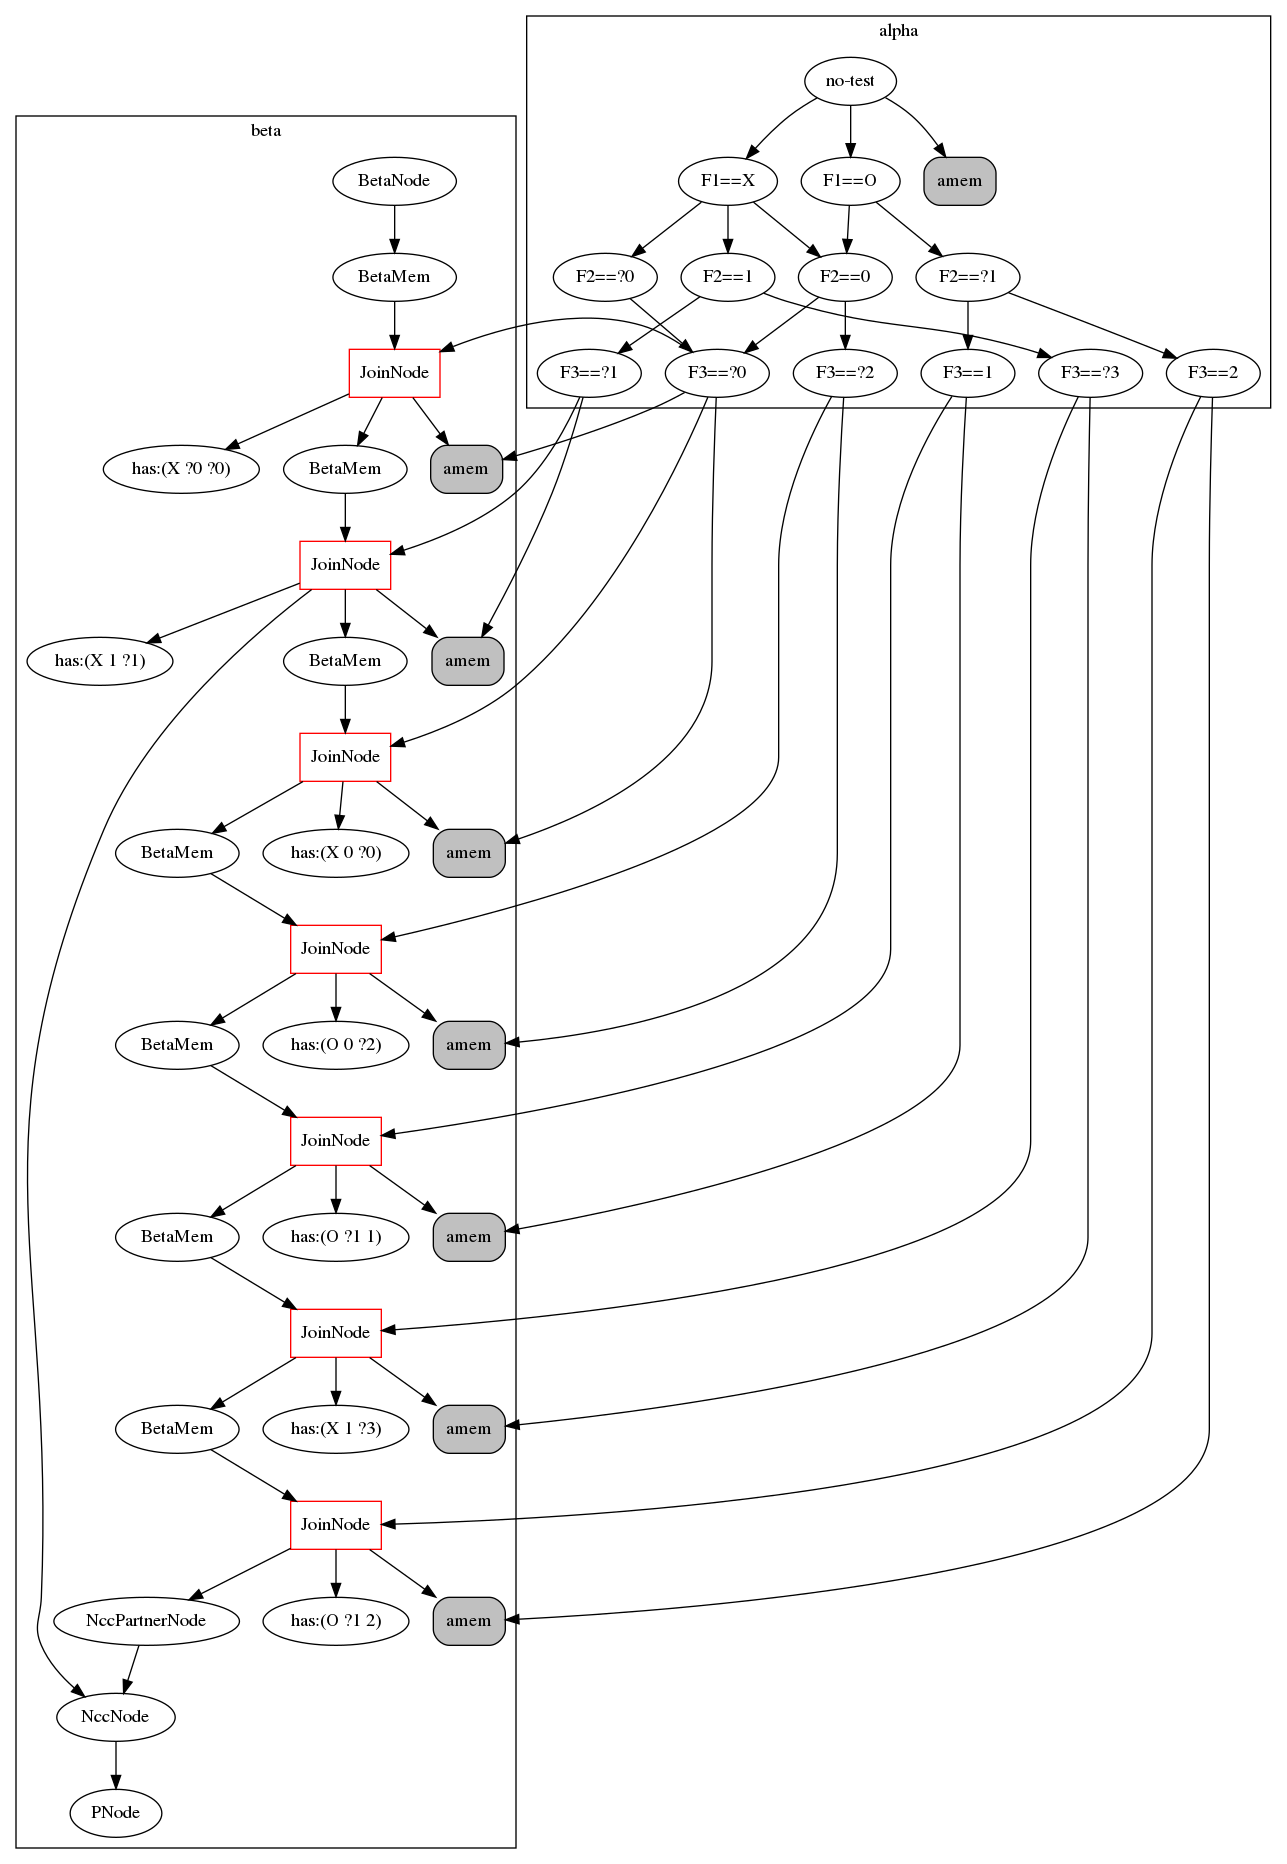 alpha
no-test
beta
BetaNode
F1==X
F1==O
amem
BetaMem
F2==?0
F2==1
F2==0
F2==?1
JoinNode
F3==?1
F3==?0
F3==?2
F3==1
F3==?3
F3==2
has:(X ?0 ?0)
BetaMem
amem
JoinNode
has:(X 1 ?1)
BetaMem
amem
JoinNode
BetaMem
has:(X 0 ?0)
amem
JoinNode
BetaMem
has:(O 0 ?2)
amem
JoinNode
BetaMem
has:(O ?1 1)
amem
JoinNode
BetaMem
has:(X 1 ?3)
amem
JoinNode
NccPartnerNode
has:(O ?1 2)
amem
NccNode
PNode